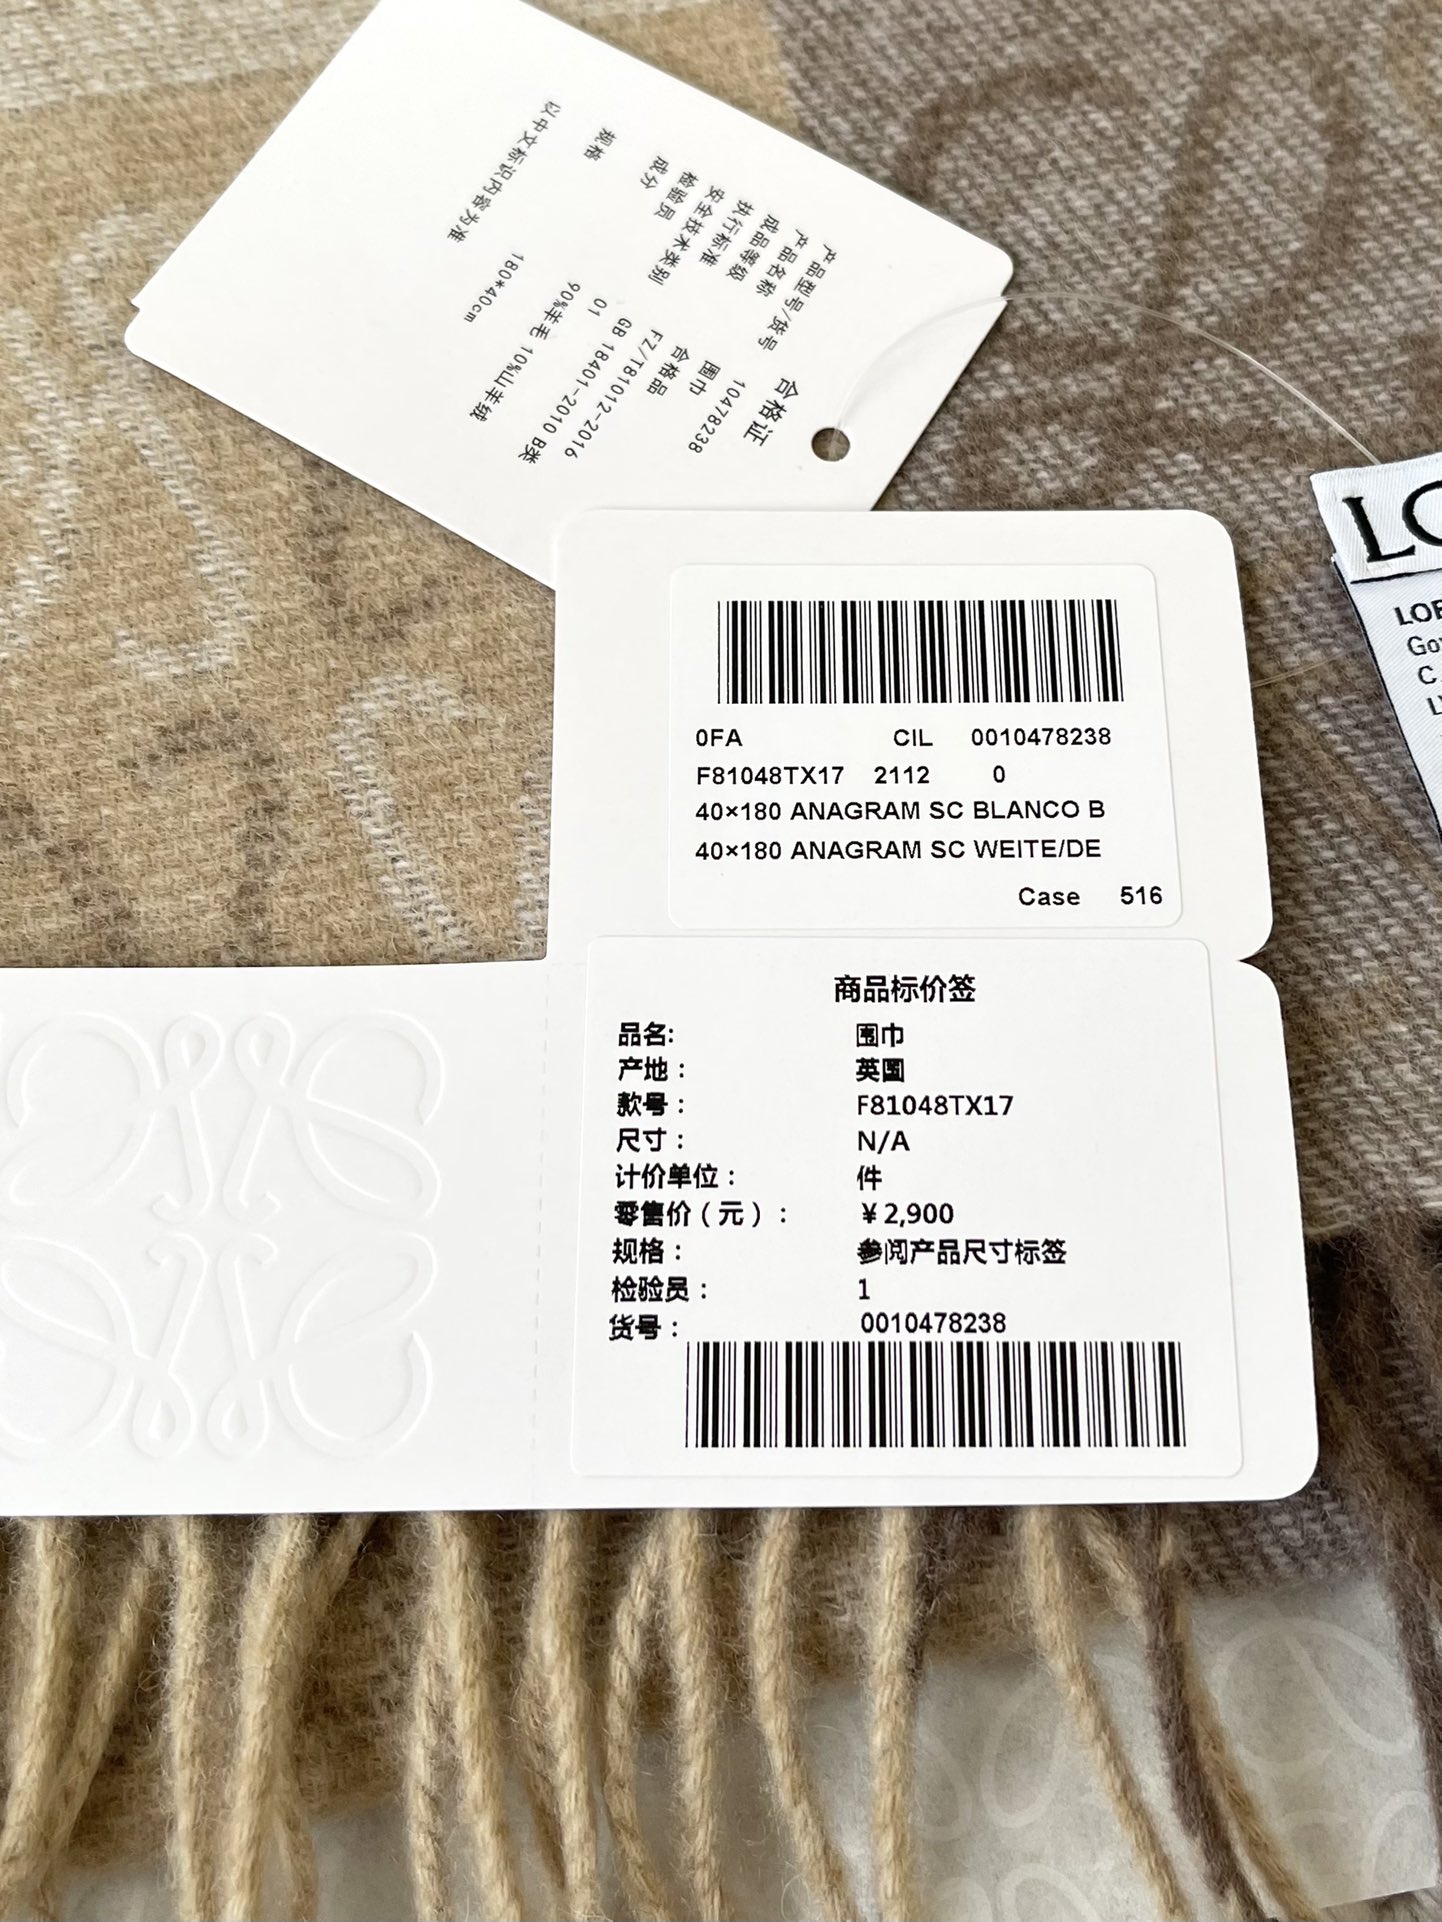 合格证
产品型号/货号 10478238
产品名称 围巾
成品等级 合格品
执行标准 FZ/T81012-2016
安全技术类别 GB 18401-2010 B类
检验员 01
成分 90%羊毛 10%山羊绒
规格 180*40cm
以中文标识内容为准
LO
LOE
Go
C.
0FA CIL 0010478238
F81048TX17 2112 0
40×180 ANAGRAM SC BLANCO B
40×180 ANAGRAM SC WEITE/DE
Case 516
商品标价签
品名: 围巾
产地： 英国
款号： F81048TX17
尺寸： N/A
计价单位： 件
零售价（元）： ￥2,900
规格： 参阅产品尺寸标签
检验员： 1
货号： 0010478238